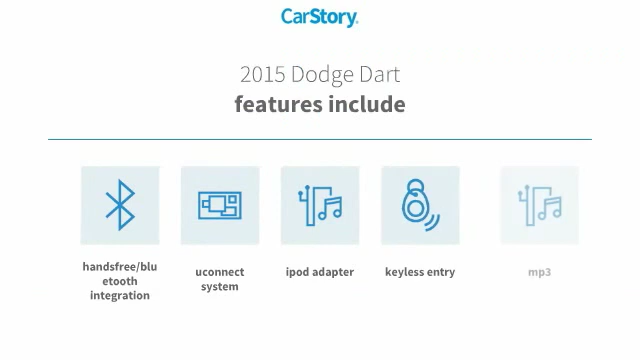 CarStory
2015 Dodge Dart
features include
handsfree/blu
etooth
integration
uconnect
system
ipod adapter
keyless entry
mp3